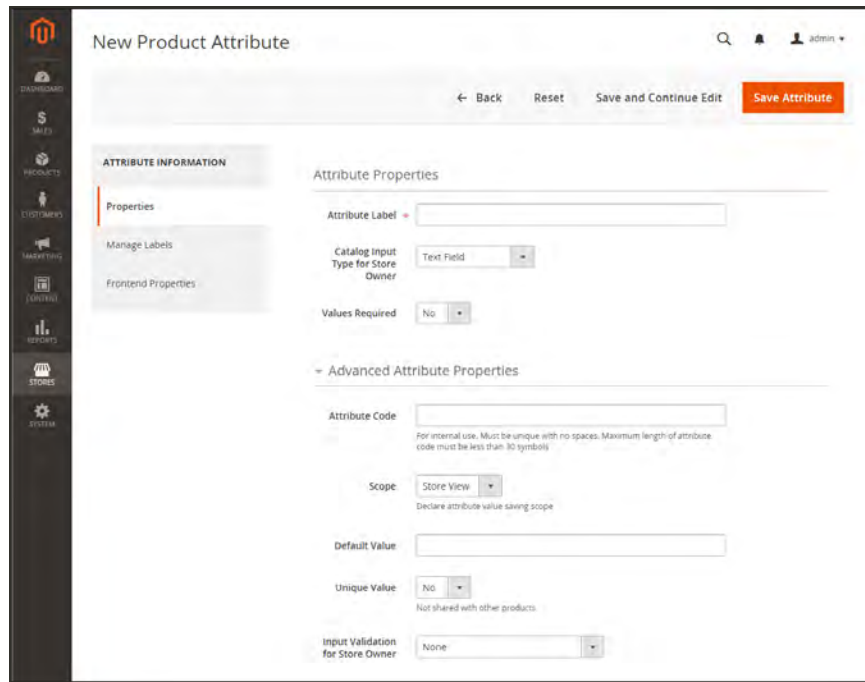 New Product Attribute
admin
← Back Reset Save and Continue Edit Save Attribute
DASHBOARD
SALES
PRODUCTS
CUSTOMERS
MARKETING
CONTENT
REPORTS
STORES
SYSTEM
ATTRIBUTE INFORMATION
Properties
Manage Labels
Frontend Properties
Attribute Properties
Attribute Label *
Catalog Input
Type for Store
Owner
Text Field
Values Required No
Advanced Attribute Properties
Attribute Code
For internal use. Must be unique with no spaces. Maximum length of attribute
code must be less than 30 symbols
Scope Store View
Declare attribute value saving scope
Default Value
Unique Value No
Not shared with other products
Input Validation
for Store Owner
None